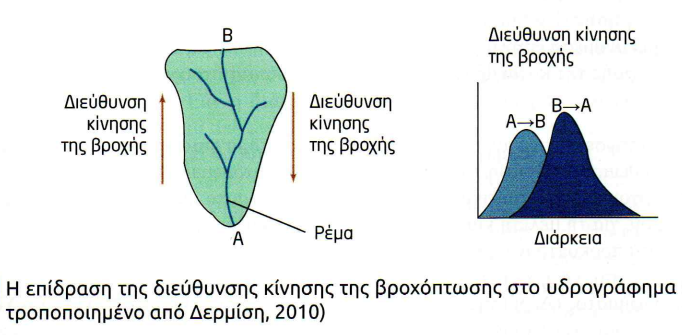 B
Διεύθυνση
κίνησης
της βροχής
Διεύθυνση
κίνησης
της βροχής
A
Ρέμα
Διεύθυνση κίνησης
της βροχής
A→B
B→A
Διάρκεια
Η επίδραση της διεύθυνσης κίνησης της βροχόπτωσης στο υδρογράφημα
τροποποιημένο από Δερμίση, 2010)